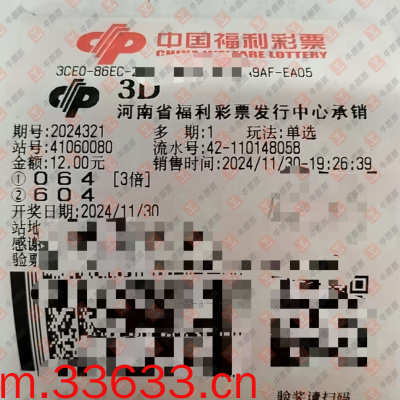 中国福利彩票
CHINA WELFARE LOTTERY
3CE0-86EC-
9AF-EA05
3D
河南省福利彩票发行中心承销
期号:2024321 多期:1 玩法:单选
站号:41060080 流水号:42-110148058
金额:12.00元 销售时间:2024/11/30-19:26:39
① 0 6 4 [3倍]
② 6 0 4
开奖日期:2024/11/30
站地
感谢
验票
m.33633.cn
验奖请扫码